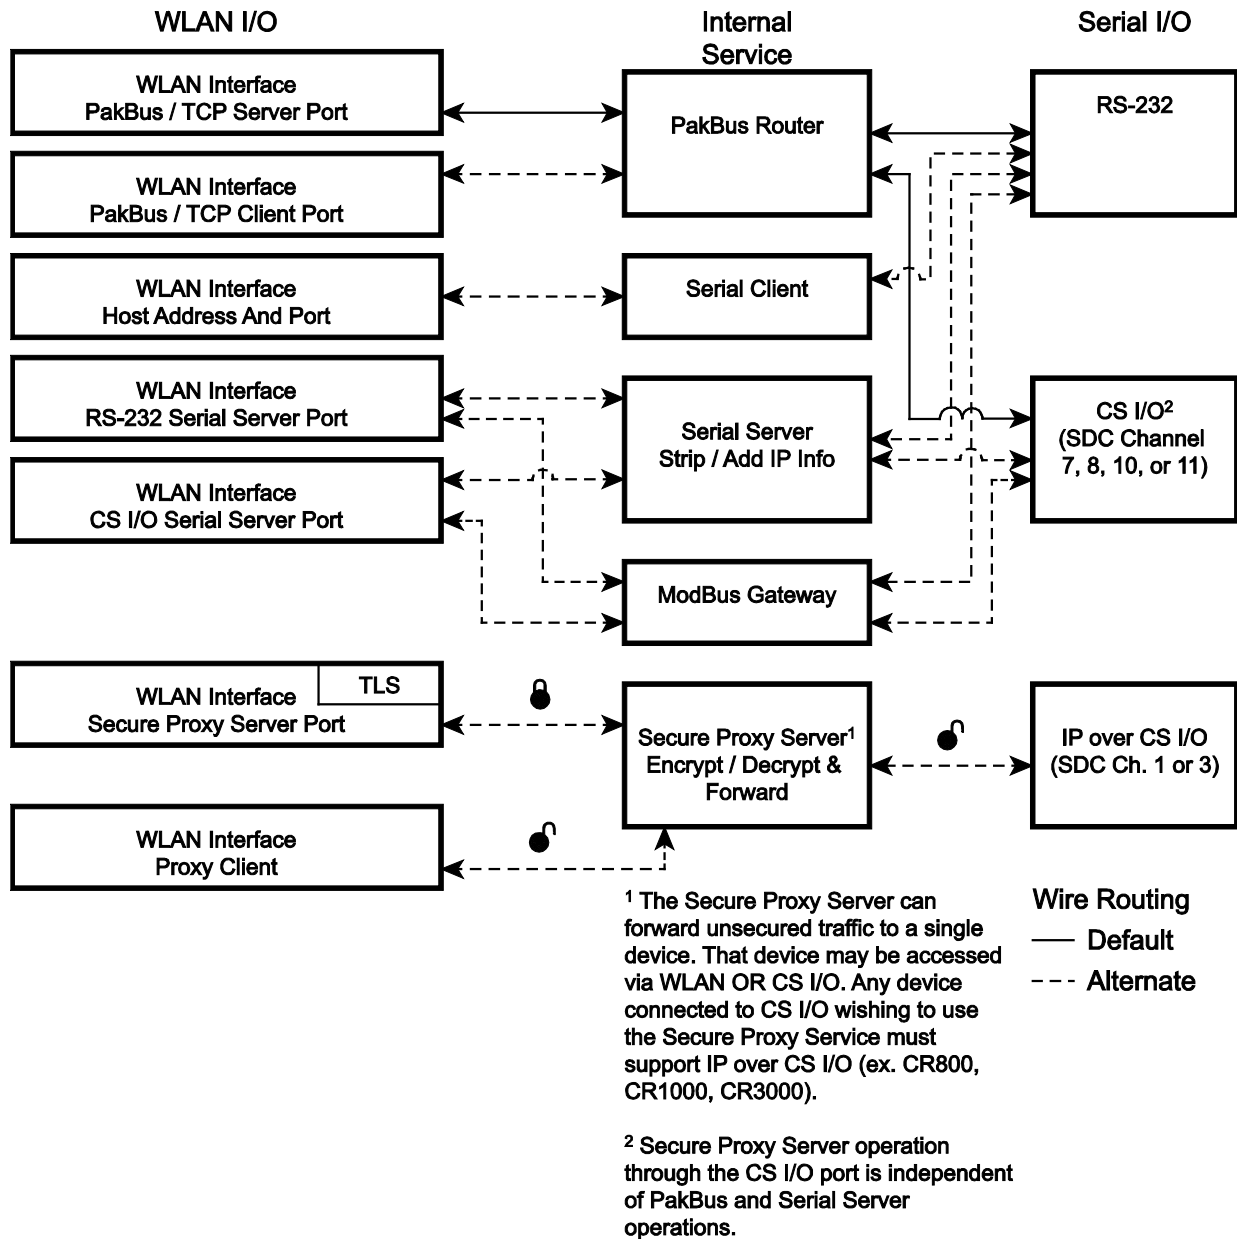 WLAN I/O
Internal
Service
Serial I/O
WLAN Interface
PakBus / TCP Server Port
PakBus Router
RS-232
WLAN Interface
PakBus / TCP Client Port
WLAN Interface
Host Address And Port
Serial Client
WLAN Interface
RS-232 Serial Server Port
Serial Server
Strip / Add IP Info
CS I/O²
(SDC Channel
7, 8, 10, or 11)
WLAN Interface
CS I/O Serial Server Port
ModBus Gateway
WLAN Interface
Secure Proxy Server Port
TLS
Secure Proxy Server¹
Encrypt / Decrypt &
Forward
IP over CS I/O
(SDC Ch. 1 or 3)
WLAN Interface
Proxy Client
¹ The Secure Proxy Server can
forward unsecured traffic to a single
device. That device may be accessed
via WLAN OR CS I/O. Any device
connected to CS I/O wishing to use
the Secure Proxy Service must
support IP over CS I/O (ex. CR800,
CR1000, CR3000).
² Secure Proxy Server operation
through the CS I/O port is independent
of PakBus and Serial Server
operations.
Wire Routing
Default
Alternate